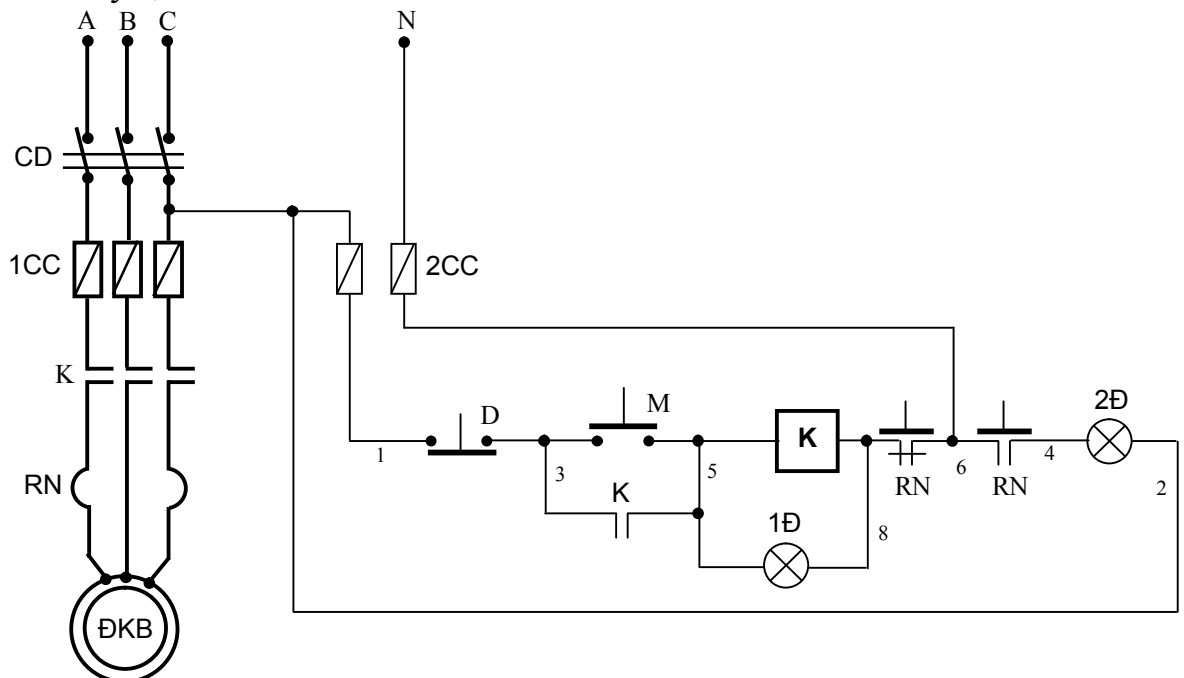 A B C N
CD
1CC 2CC
K
D M K 2Đ
1 3 5 6 4 2
RN K RN RN
1Đ 8
ĐKB